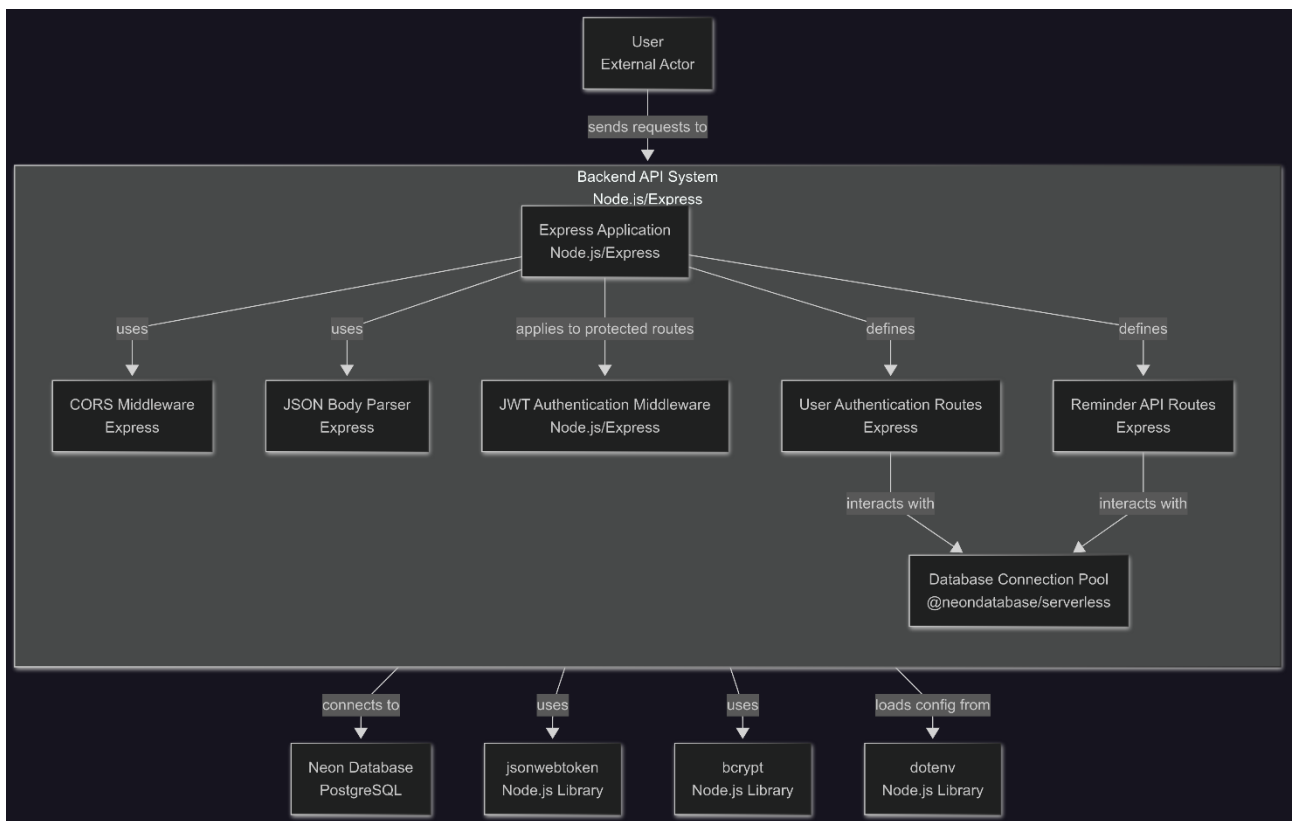 User
External Actor
sends requests to
Backend API System
Node.js/Express
Express Application
Node.js/Express
uses
uses
applies to protected routes
defines
defines
CORS Middleware
Express
JSON Body Parser
Express
JWT Authentication Middleware
Node.js/Express
User Authentication Routes
Express
Reminder API Routes
Express
interacts with
interacts with
Database Connection Pool
@neondatabase/serverless
connects to
uses
uses
loads config from
Neon Database
PostgreSQL
jsonwebtoken
Node.js Library
bcrypt
Node.js Library
dotenv
Node.js Library